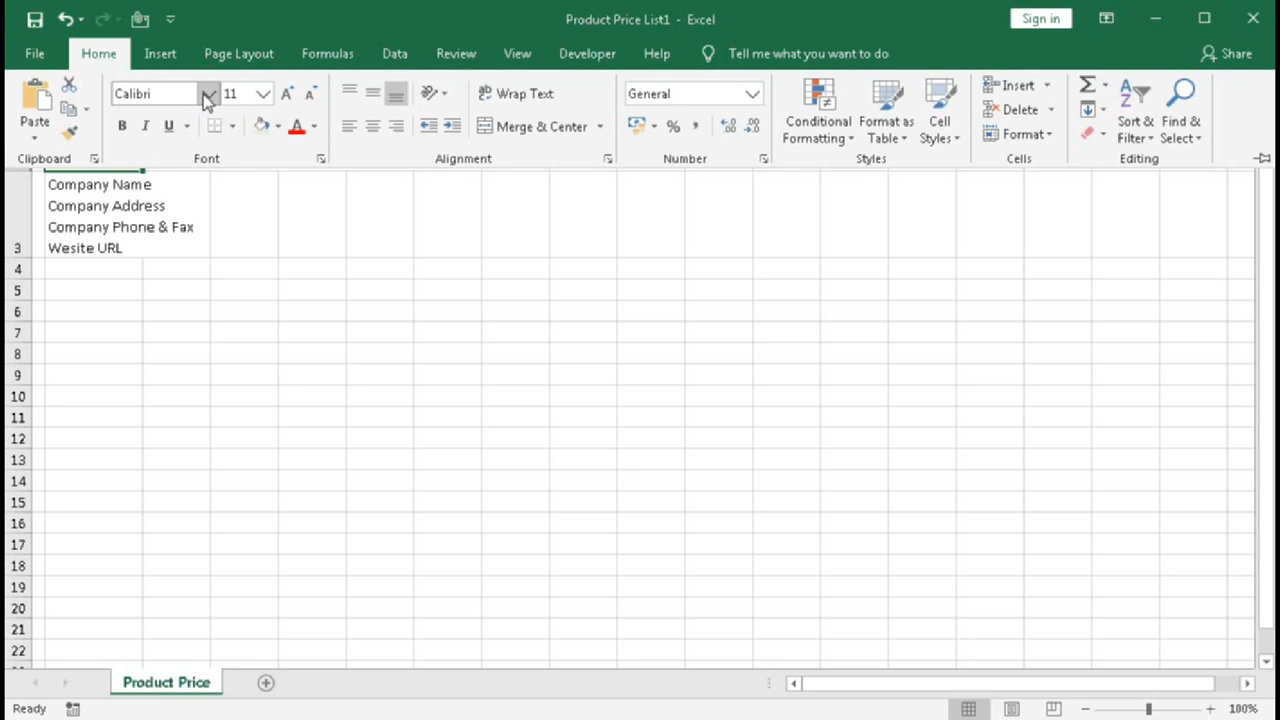 Product Price List1 - Excel
Sign in
File Home Insert Page Layout Formulas Data Review View Developer Help Tell me what you want to do Share
Calibri 11 Wrap Text General Insert
Paste B I U Merge & Center % , Conditional Formatting Format as Table Cell Styles Delete Sort & Filter Find & Select
Format
Clipboard Font Alignment Number Styles Cells Editing
Company Name
Company Address
Company Phone & Fax
3 Wesite URL
4
5
6
7
8
9
10
11
12
13
14
15
16
17
18
19
20
21
22
Product Price
Ready 100%